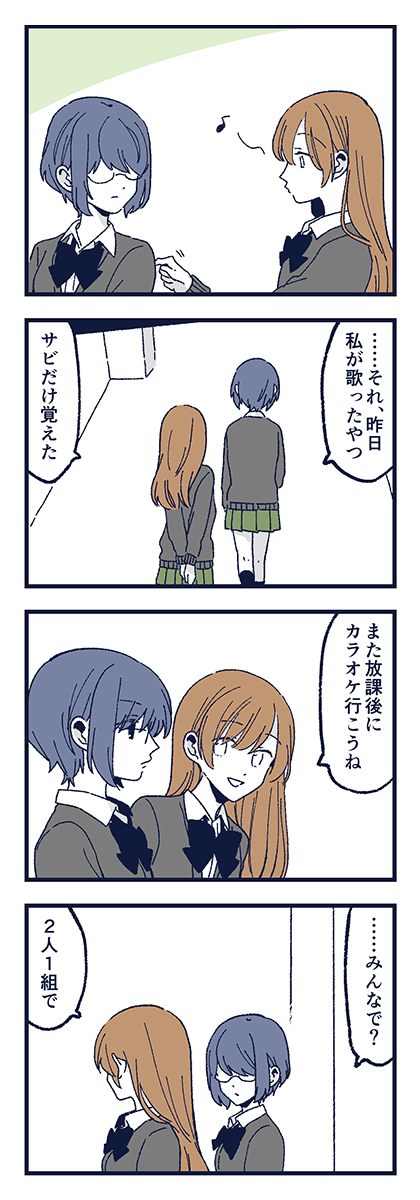 ……それ、昨日
私が歌ったやつ
サビだけ覚えた
また放課後に
カラオケ行こうね
……みんなで？
２人１組で